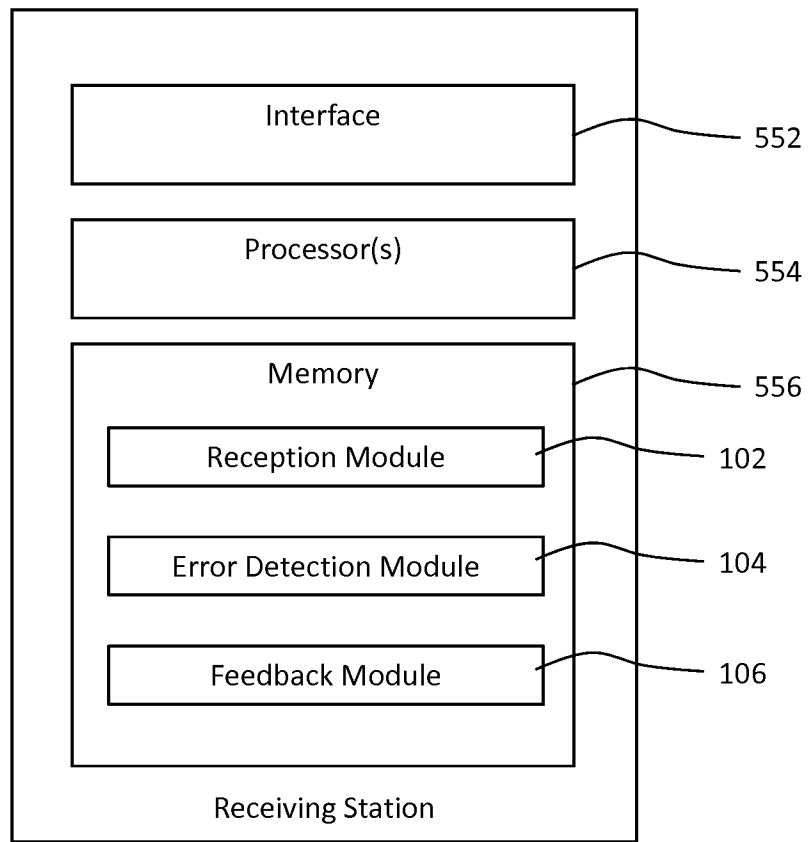 Interface
552
Processor(s)
554
Memory
556
Reception Module
102
Error Detection Module
104
Feedback Module
106
Receiving Station